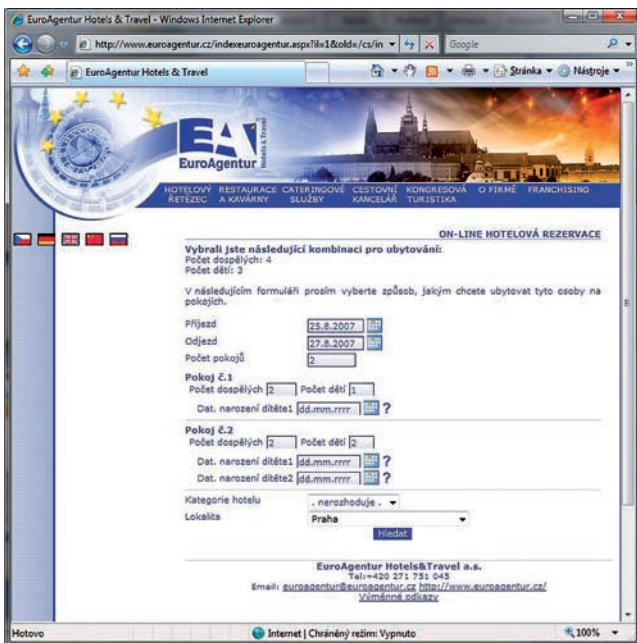 EuroAgentur Hotels & Travel - Windows Internet Explorer
http://www.euroagentur.cz/indexeuroagentur.aspx?il=1&old=/cs/in
Google
EuroAgentur Hotels & Travel
Stránka
Nástroje
EA
Hotels & Travel
EuroAgentur
HOTELOVÝ ŘETĚZEC
RESTAURACE A KAVÁRNY
CATERINGOVÉ SLUŽBY
CESTOVNÍ KANCELÁŘ
KONGRESOVÁ TURISTIKA
O FIRMĚ
FRANCHISING
ON-LINE HOTELOVÁ REZERVACE
Vybrali jste následující kombinaci pro ubytování:
Počet dospělých: 4
Počet dětí: 3
V následujícím formuláři prosím vyberte způsob, jakým chcete ubytovat tyto osoby na
pokojích.
Příjezd 25.8.2007
Odjezd 27.8.2007
Počet pokojů 2
Pokoj č.1
Počet dospělých 2 Počet dětí 1
Dat. narození dítěte1 dd.mm.rrrr ?
Pokoj č.2
Počet dospělých 2 Počet dětí 2
Dat. narození dítěte1 dd.mm.rrrr ?
Dat. narození dítěte2 dd.mm.rrrr ?
Kategorie hotelu . nerozhoduje .
Lokalita Praha
Hledat
EuroAgentur Hotels&Travel a.s.
Tel:+420 271 751 045
Email: euroagentur@euroagentur.cz http://www.euroagentur.cz/
Výměnné odkazy
Hotovo
Internet | Chráněný režim: Vypnuto
100%